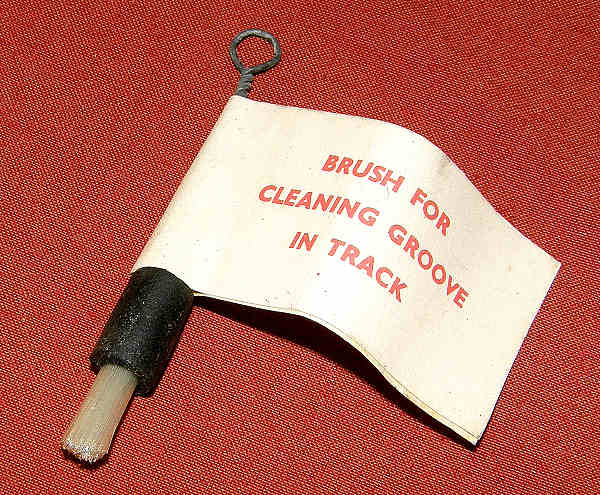 BRUSH FOR
CLEANING GROOVE
IN TRACK